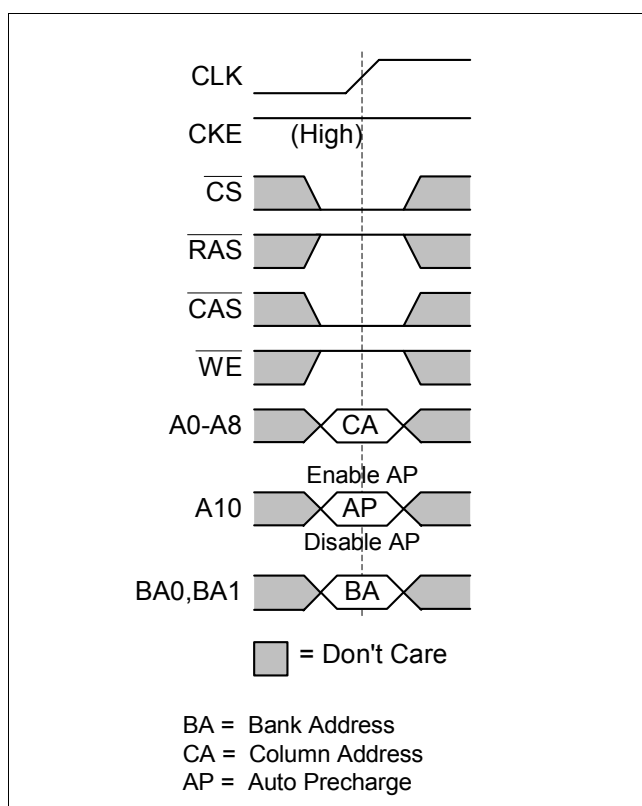 CLK
CKE (High)
CS
RAS
CAS
WE
A0-A8 CA
Enable AP
A10 AP
Disable AP
BA0,BA1 BA
= Don't Care
BA = Bank Address
CA = Column Address
AP = Auto Precharge